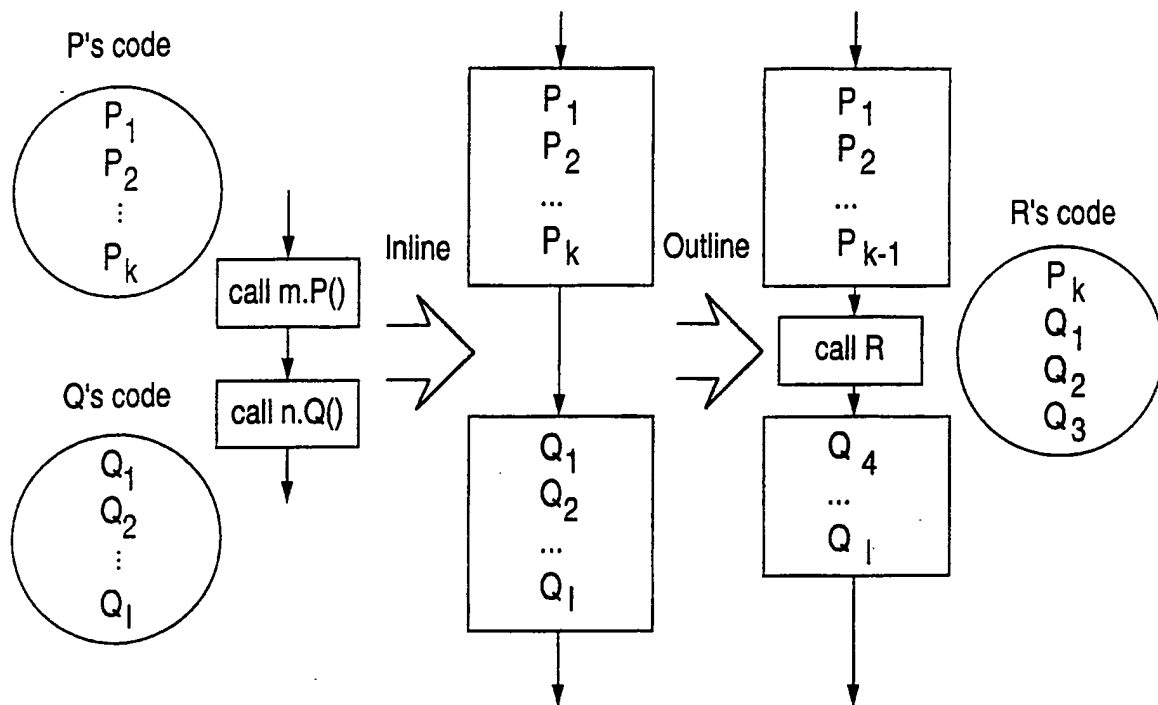 P's code
P1
P2
...
Pk
call m.P()
call n.Q()
Q's code
Q1
Q2
...
Ql
Inline
P1
P2
...
Pk
Q1
Q2
...
Ql
Outline
P1
P2
...
Pk-1
call R
Q4
...
Ql
R's code
Pk
Q1
Q2
Q3